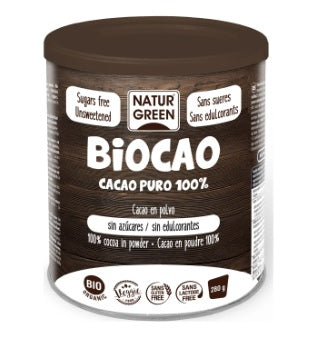 Sugars free
Unsweetened
NATUR
GREEN
Sans sucres
Sans edulcorants
BiOCAO
CACAO PURO 100%
Cacao en polvo
sin azúcares / sin edulcorantes
100% cocoa in powder • Cacao en poudre 100%
BIO
ORGANIC
Veggie
SANS
GLUTEN
FREE
SANS
LACTOSE
FREE
280 g